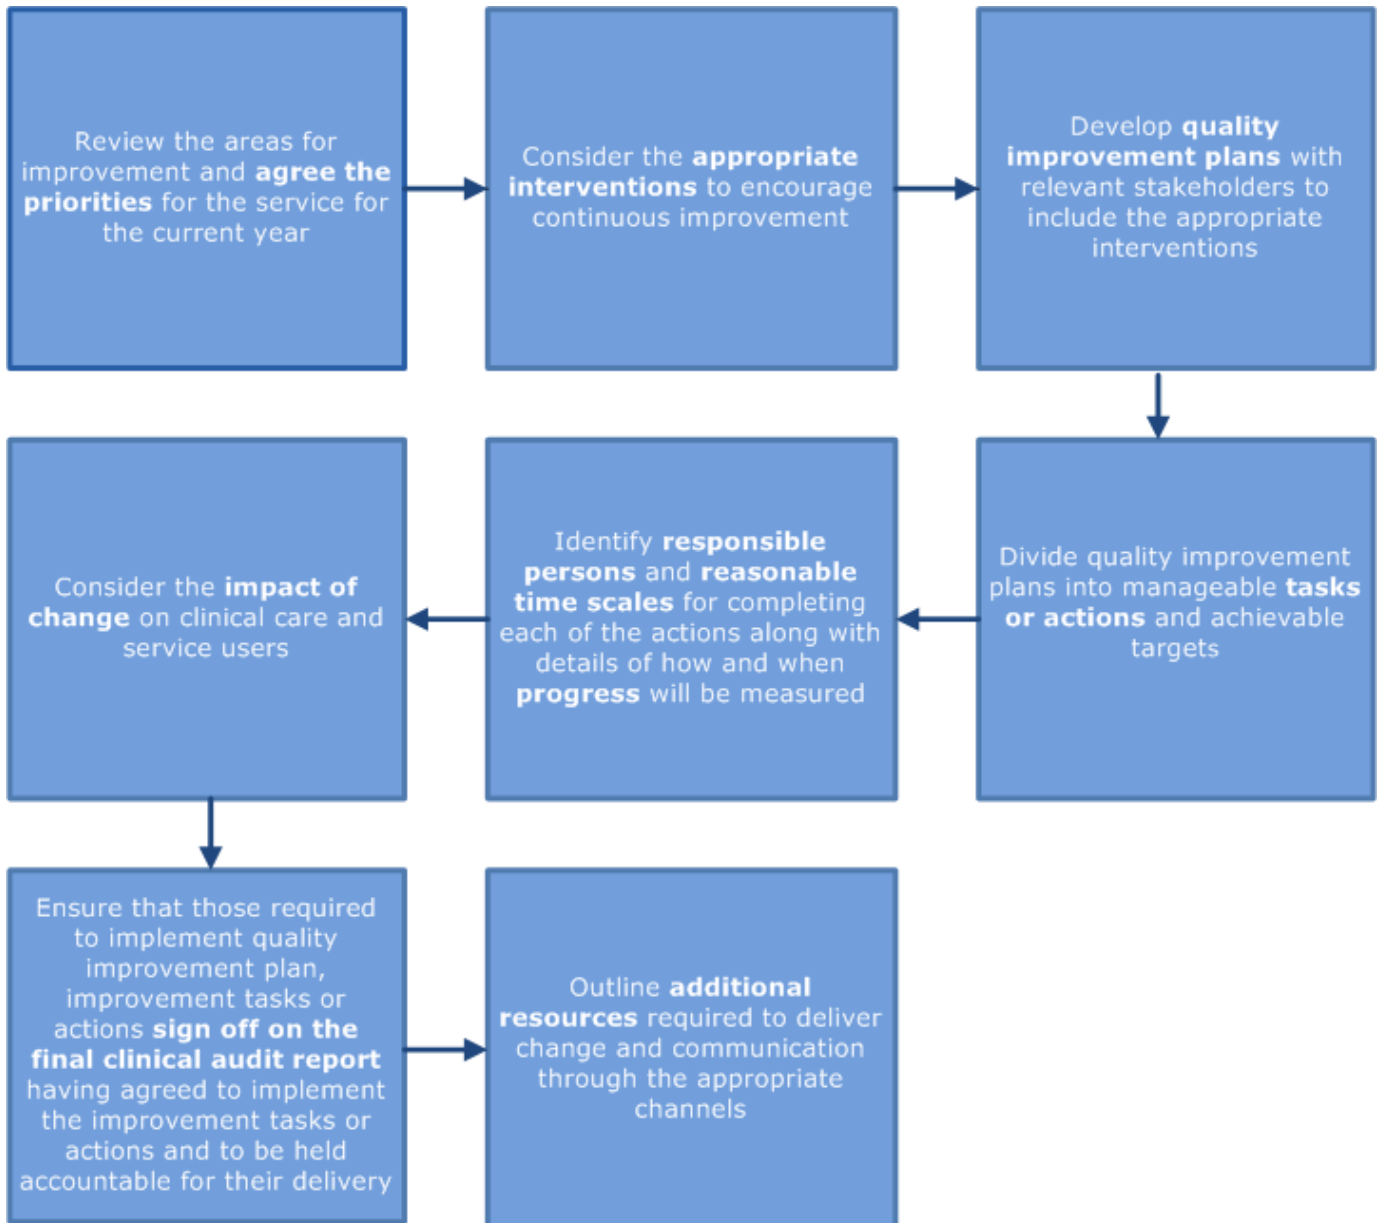 Review the areas for
improvement and agree the
priorities for the service for
the current year
Consider the appropriate
interventions to encourage
continuous improvement
Develop quality
improvement plans with
relevant stakeholders to
include the appropriate
interventions
Divide quality improvement
plans into manageable tasks
or actions and achievable
targets
Identify responsible
persons and reasonable
time scales for completing
each of the actions along with
details of how and when
progress will be measured
Consider the impact of
change on clinical care and
service users
Ensure that those required
to implement quality
improvement plan,
improvement tasks or
actions sign off on the
final clinical audit report
having agreed to implement
the improvement tasks or
actions and to be held
accountable for their delivery
Outline additional
resources required to deliver
change and communication
through the appropriate
channels